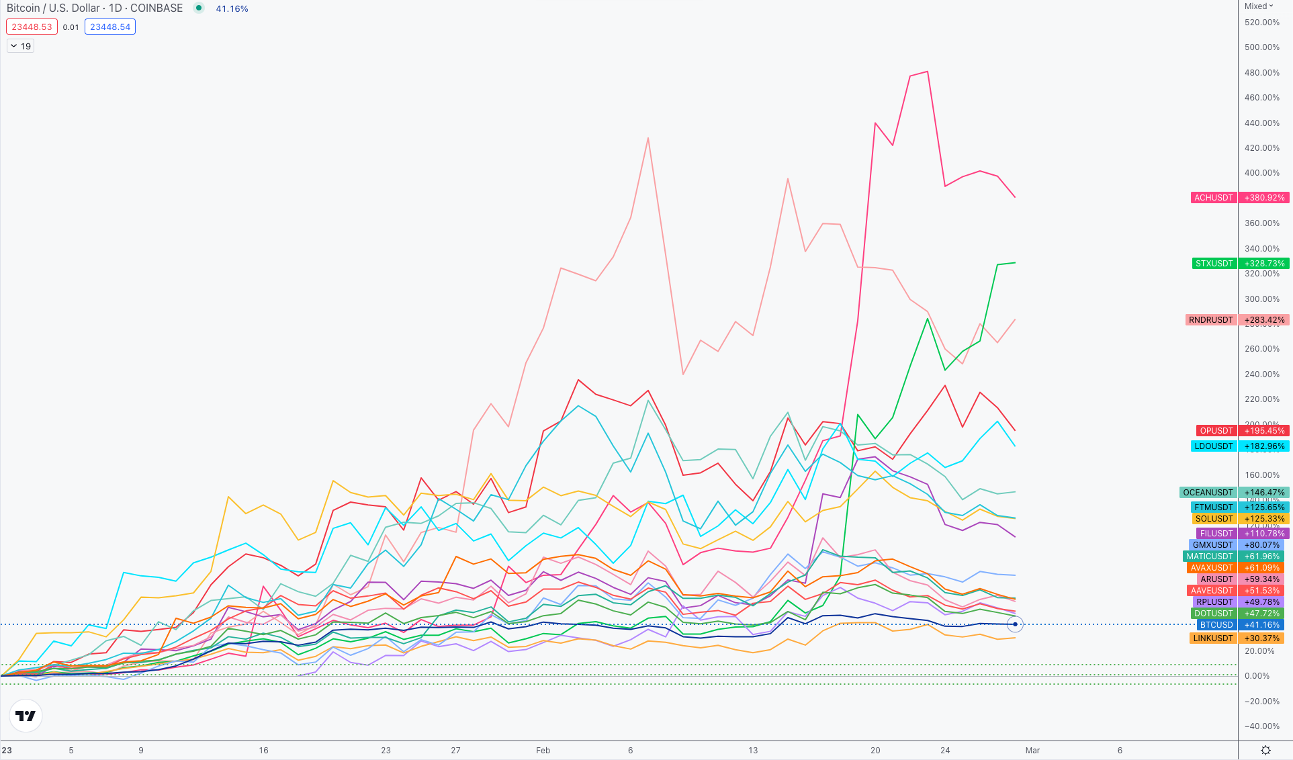 Bitcoin / U.S. Dollar · 1D · COINBASE 41.16%
23448.53 0.01 23448.54
19
Mixed
520.00%
500.00%
480.00%
460.00%
440.00%
420.00%
400.00%
ACHUSDT +380.92%
360.00%
340.00%
STXUSDT +328.73%
320.00%
300.00%
RNDRUSDT +283.42%
260.00%
240.00%
220.00%
OPUSDT +195.45%
LDOUSDT +182.96%
160.00%
OCEANUSDT +146.47%
FTMUSDT +125.65%
SOLUSDT +125.33%
FILUSDT +110.78%
GMXUSDT +80.07%
MATICUSDT +61.96%
AVAXUSDT +61.09%
ARUSDT +59.34%
AAVEUSDT +51.53%
RPLUSDT +49.78%
DOTUSDT +47.72%
BTCUSD +41.16%
LINKUSDT +30.37%
20.00%
0.00%
−20.00%
−40.00%
23 5 9 16 23 27 Feb 6 13 20 24 Mar 6